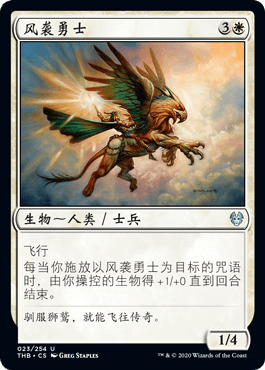 风袭勇士 3
生物～人类／士兵
飞行
每当你施放以风袭勇士为目标的咒语
时，由你操控的生物得+1/+0直到回合
结束。
驯服狮鹫，就能飞往传奇。
1/4
023/254 U
THB • CS GREG STAPLES
™ & © 2020 Wizards of the Coast